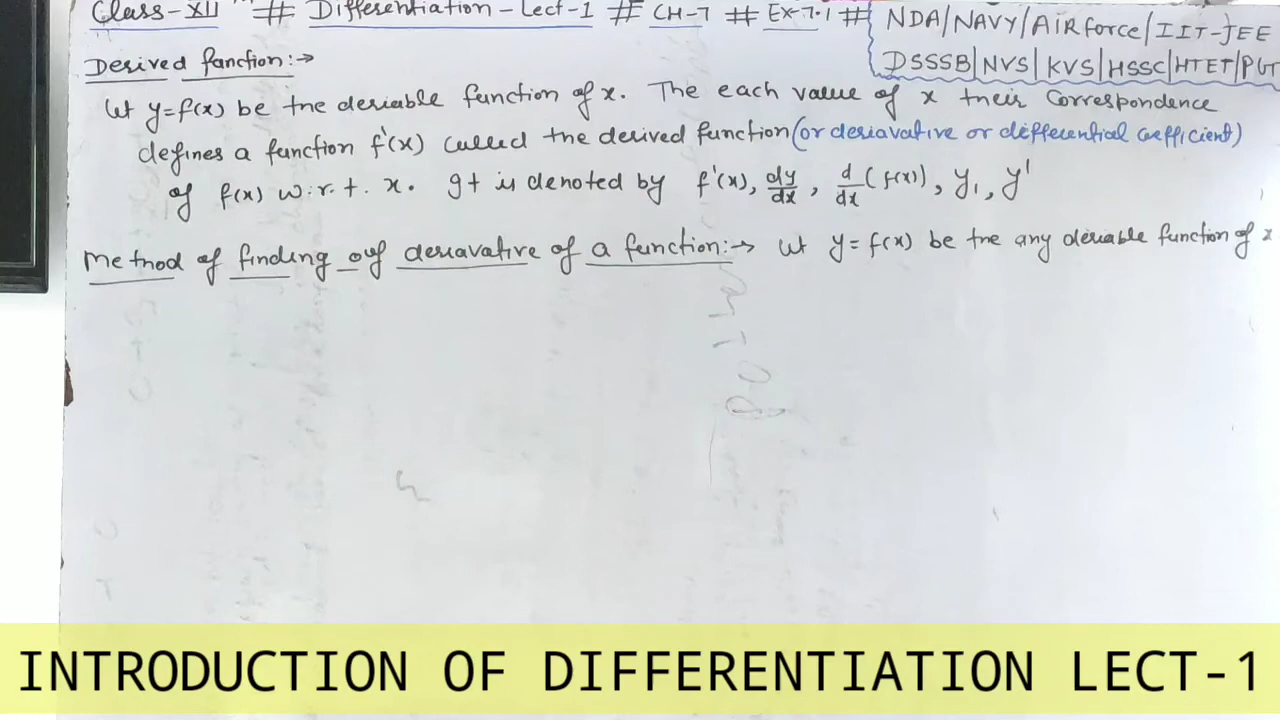 Class-XII # Differentiation-Lect-1 # CH-7 # EX-7.1 #
NDA/NAVY/AiRforce/IIT-JEE
DSSSB|NVS|KVS|HSSC|HTET|PGT
Derived fanction:→
let y=f(x) be the deriable function of x. The each value of x their Correspondence
defines a function f'(x) called the derived function (or deriavative or differential coefficient)
of f(x) w.r.t. x. It is denoted by f'(x), dy/dx, d/dx (f(x)), y₁, y'
Method of finding out deriavative of a function:→ let y=f(x) be the any deriable function of x
INTRODUCTION OF DIFFERENTIATION LECT-1